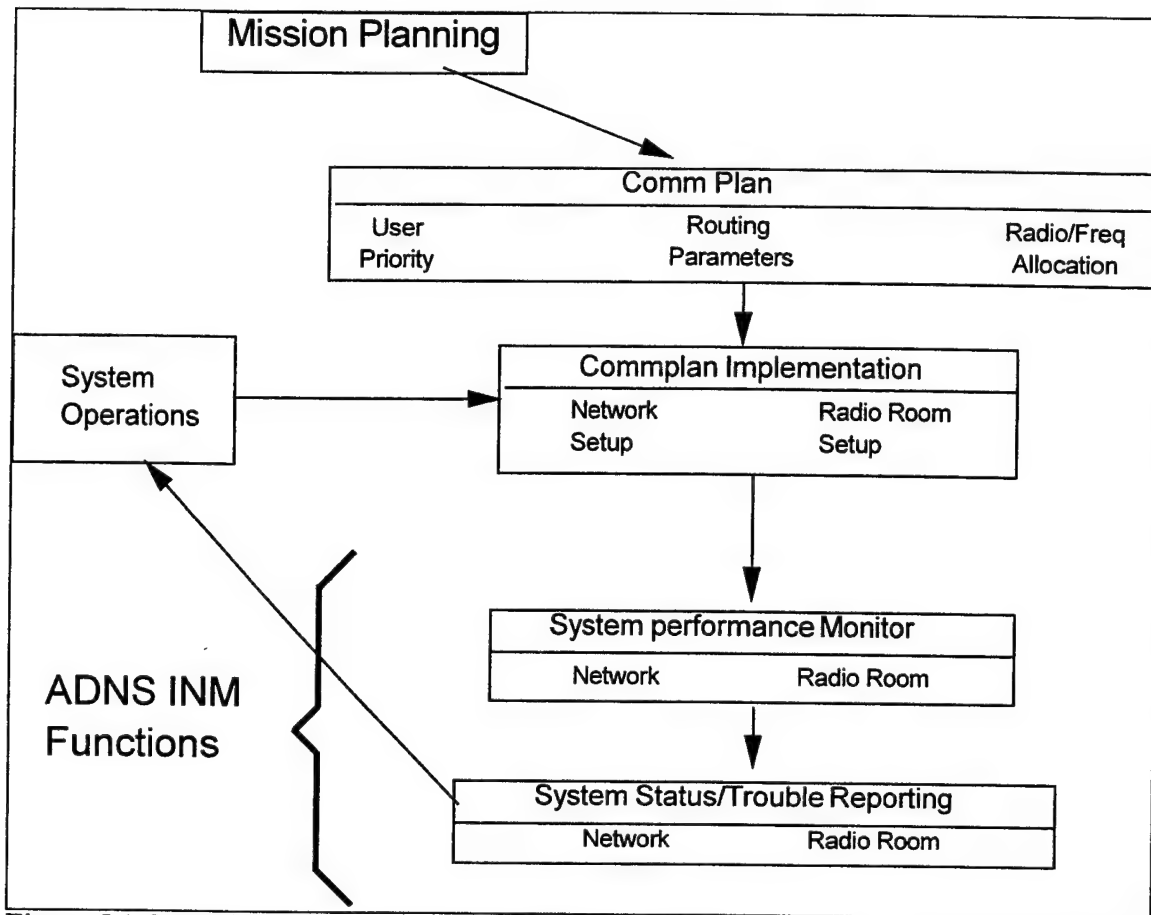 Mission Planning
Comm Plan
User
Priority
Routing
Parameters
Radio/Freq
Allocation
System
Operations
Commplan Implementation
Network
Setup
Radio Room
Setup
System performance Monitor
Network Radio Room
ADNS INM
Functions
System Status/Trouble Reporting
Network Radio Room